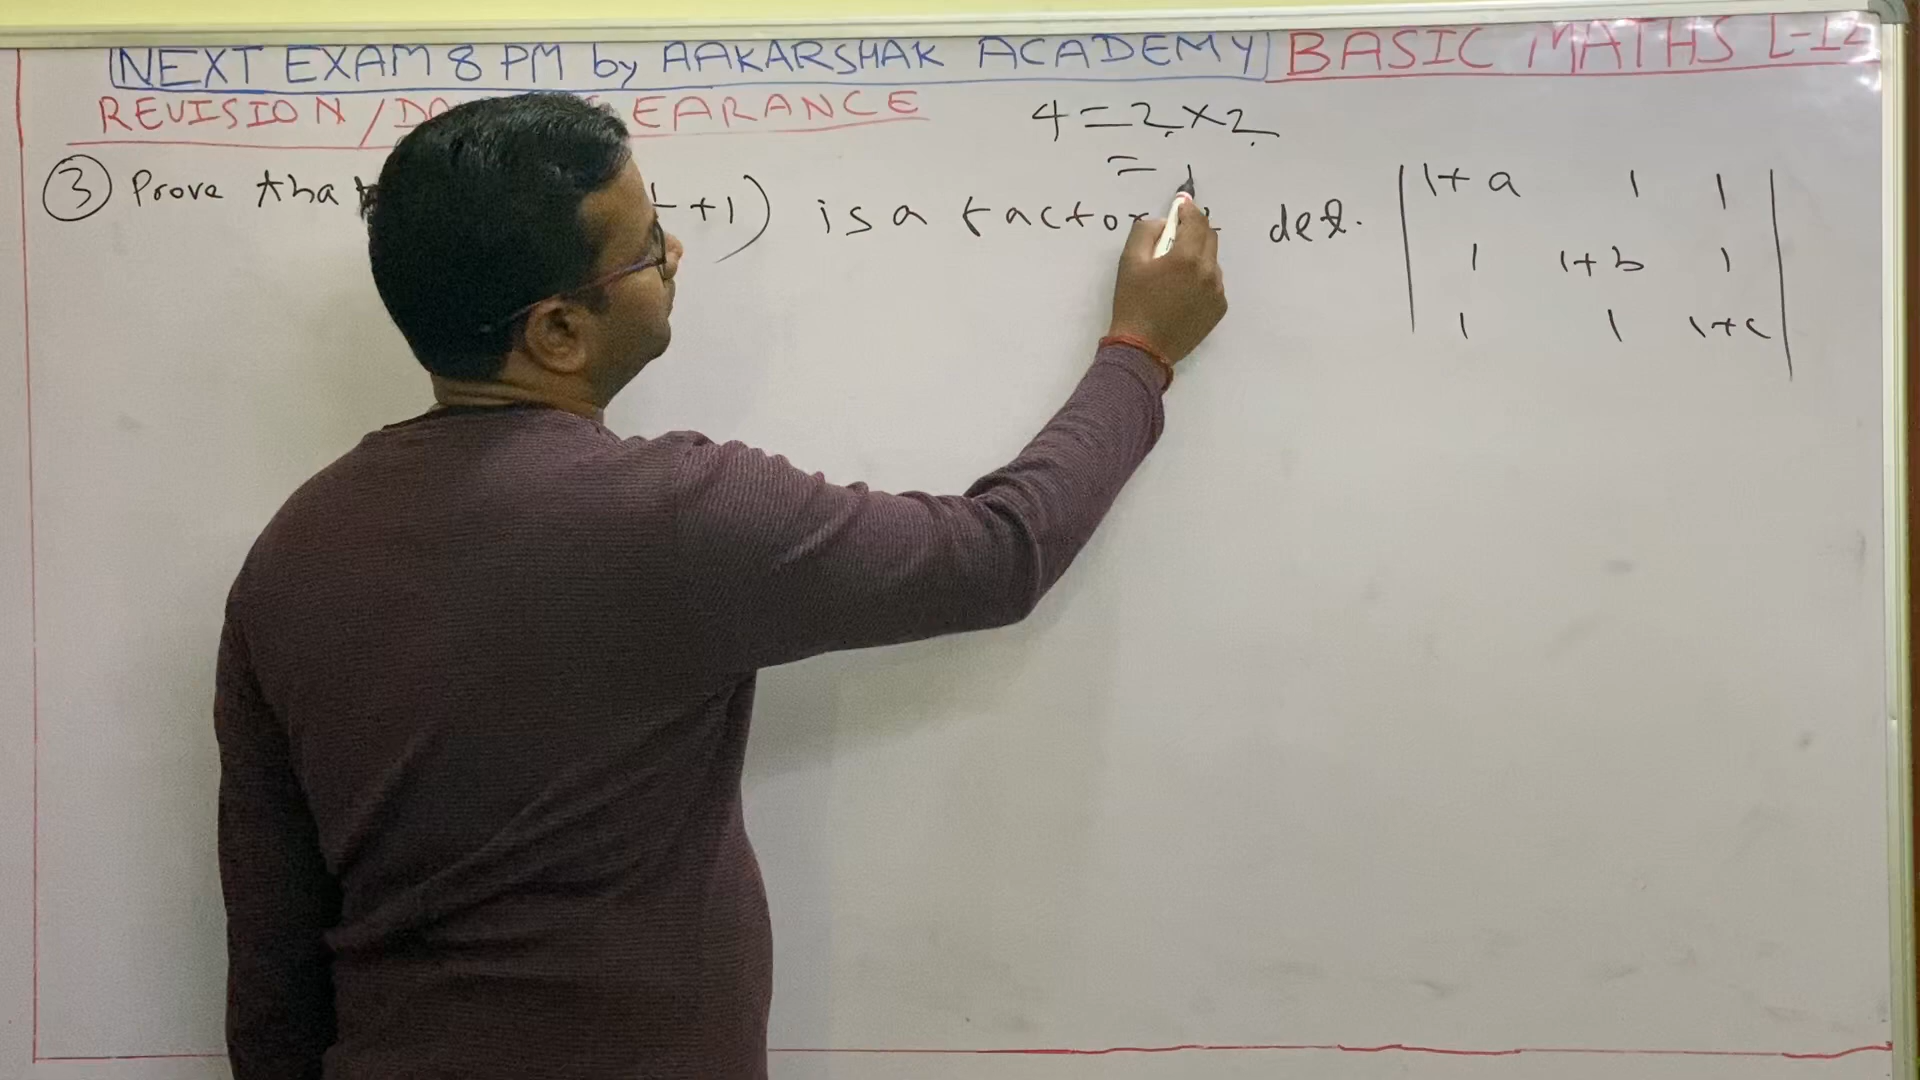 NEXT EXAM 8 PM by AAKARSHAK ACADEMY BASIC MATHS L-12
REVISION /
4 = 2 × 2
= 1
③ Prove tha +1) is a factor det. | 1+a 1 1 |
| 1 1+b 1 |
| 1 1 1+c |